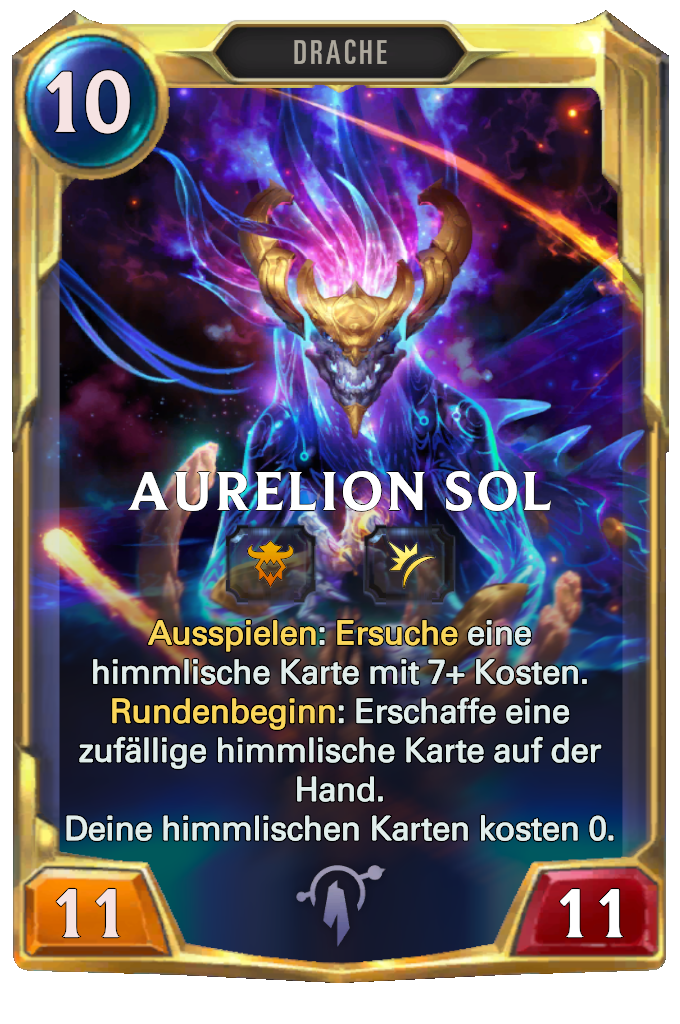 DRACHE
10
AURELION SOL
Ausspielen: Ersuche eine
himmlische Karte mit 7+ Kosten.
Rundenbeginn: Erschaffe eine
zufällige himmlische Karte auf der
Hand.
Deine himmlischen Karten kosten 0.
11
11